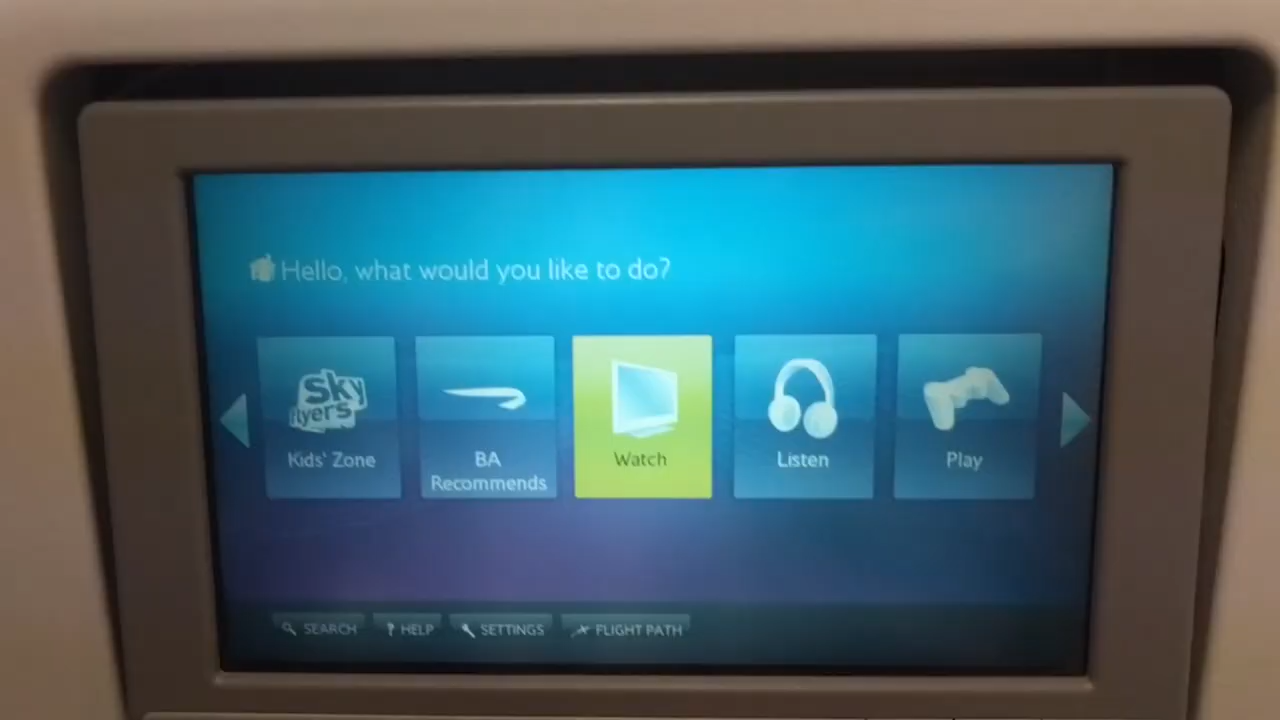 Hello, what would you like to do?
sky
flyers
Kids' Zone
BA
Recommends
Watch
Listen
Play
SEARCH
? HELP
SETTINGS
FLIGHT PATH